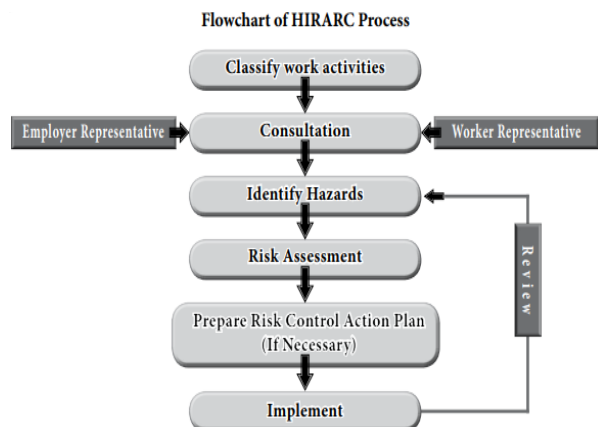 Flowchart of HIRARC Process
Classify work activities
Employer Representative
Consultation
Worker Representative
Identify Hazards
Risk Assessment
Review
Prepare Risk Control Action Plan
(If Necessary)
Implement